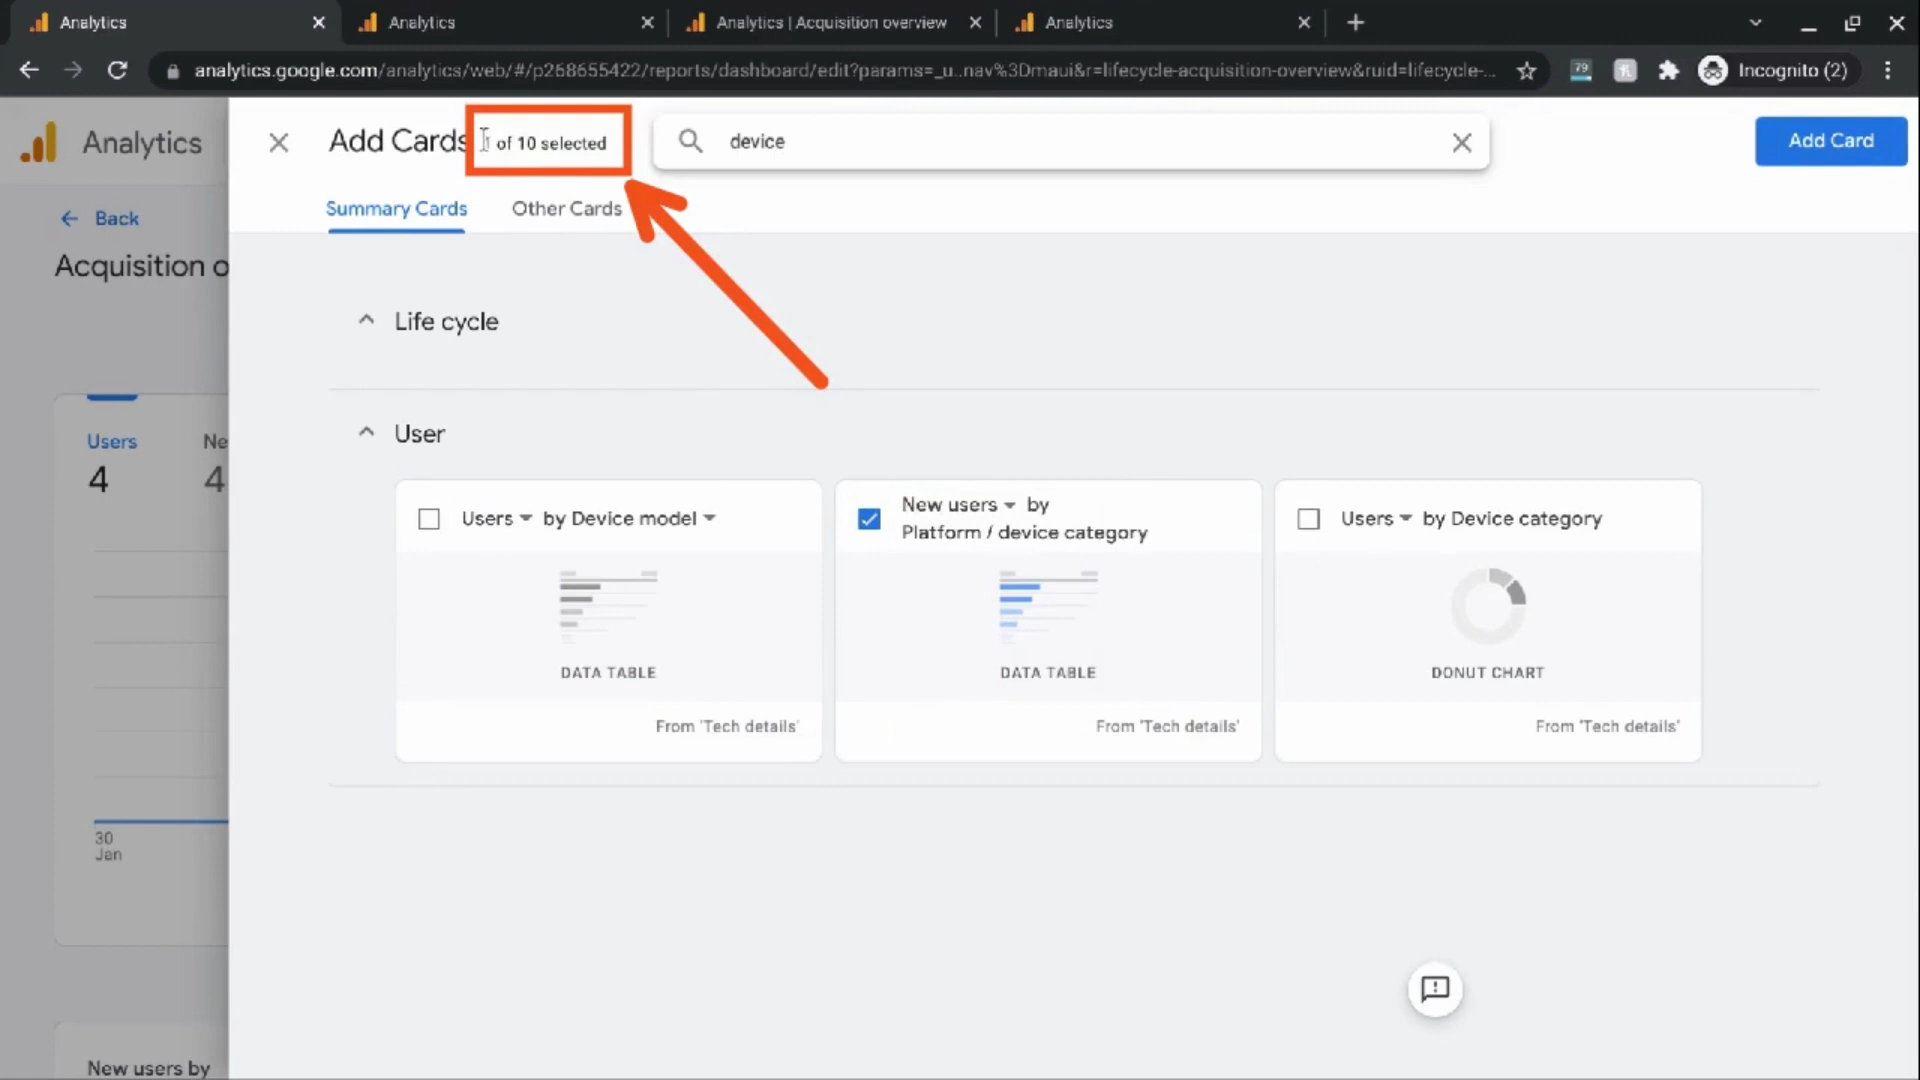 Analytics
Analytics
Analytics | Acquisition overview
Analytics
analytics.google.com/analytics/web/#/p268655422/reports/dashboard/edit?params=_u..nav%3Dmaui&r=lifecycle-acquisition-overview&ruid=lifecycle-...
79
Incognito (2)
Analytics
Add Cards
of 10 selected
device
Add Card
Back
Summary Cards
Other Cards
Acquisition o
Life cycle
User
Users
Ne
4
4
Users by Device model
New users by
Platform / device category
Users by Device category
DATA TABLE
DATA TABLE
DONUT CHART
From 'Tech details'
From 'Tech details'
From 'Tech details'
30
Jan
New users by